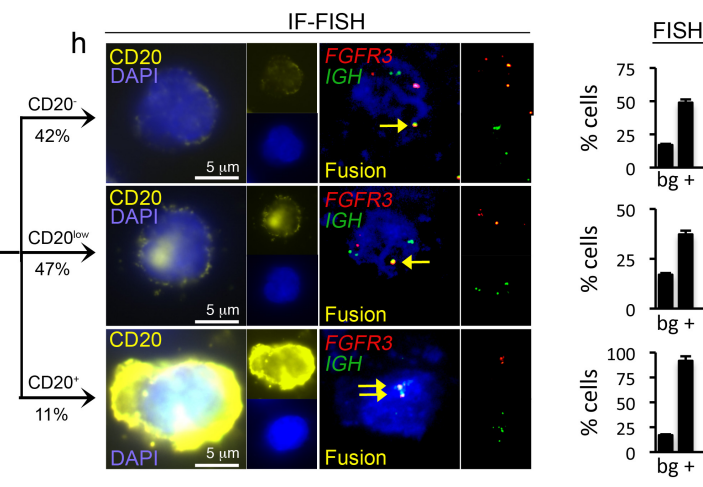 IF-FISH
FISH
h
CD20⁻
42%
CD20
DAPI
5 µm
FGFR3
IGH
Fusion
75
50
25
0
% cells
bg +
CD20ˡᵒʷ
47%
CD20
DAPI
5 µm
FGFR3
IGH
Fusion
50
25
0
% cells
bg +
CD20⁺
11%
CD20
DAPI
5 µm
FGFR3
IGH
Fusion
100
75
50
25
0
% cells
bg +